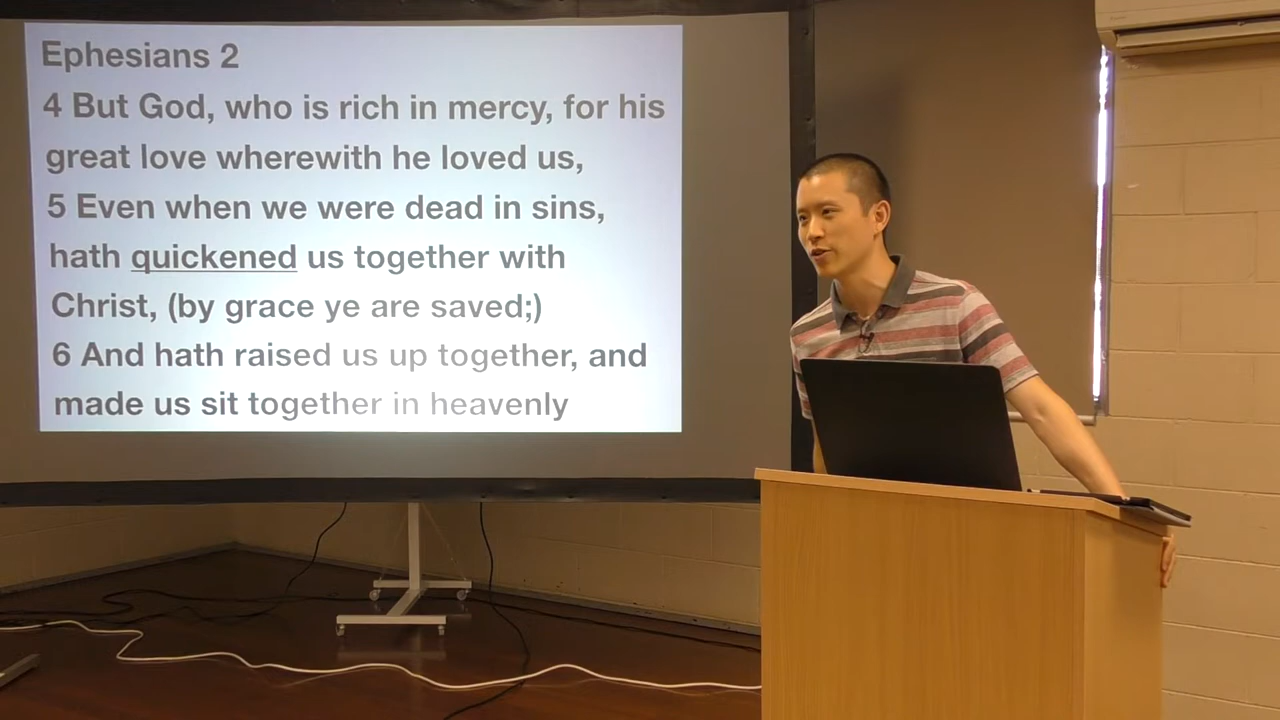 Ephesians 2
4 But God, who is rich in mercy, for his
great love wherewith he loved us,
5 Even when we were dead in sins,
hath quickened us together with
Christ, (by grace ye are saved;)
6 And hath raised us up together, and
made us sit together in heavenly